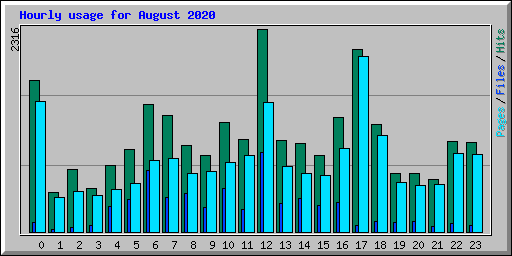 Hourly usage for August 2020
2316
Pages / Files / Hits
0 1 2 3 4 5 6 7 8 9 10 11 12 13 14 15 16 17 18 19 20 21 22 23